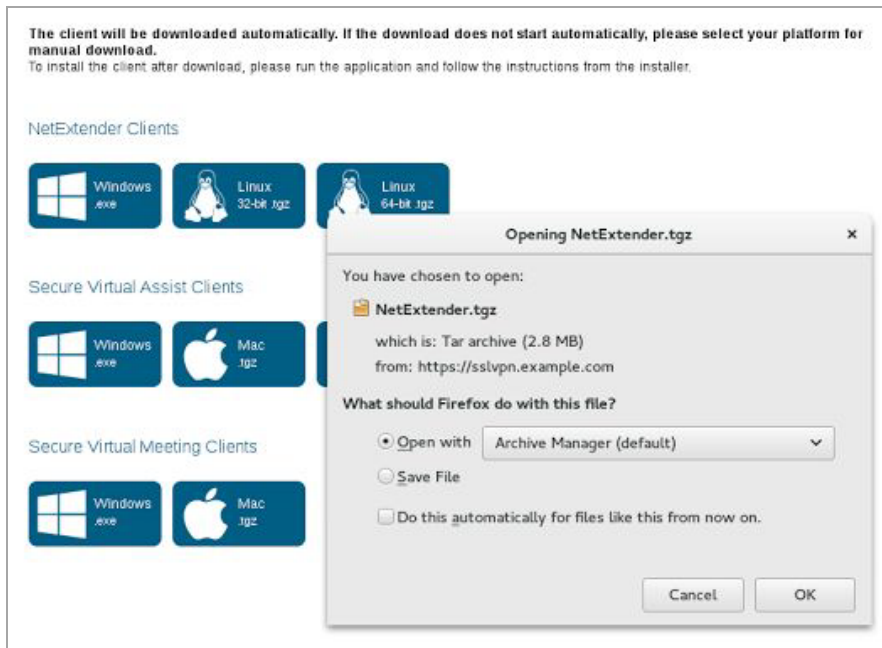 The client will be downloaded automatically. If the download does not start automatically, please select your platform for
manual download.
To install the client after download, please run the application and follow the instructions from the installer.
NetExtender Clients
Windows
.exe
Linux
32-bit .tgz
Linux
64-bit .tgz
Secure Virtual Assist Clients
Windows
.exe
Mac
.tgz
Secure Virtual Meeting Clients
Windows
.exe
Mac
.tgz
Opening NetExtender.tgz
×
You have chosen to open:
NetExtender.tgz
which is: Tar archive (2.8 MB)
from: https://sslvpn.example.com
What should Firefox do with this file?
Open with
Archive Manager (default)
Save File
Do this automatically for files like this from now on.
Cancel
OK